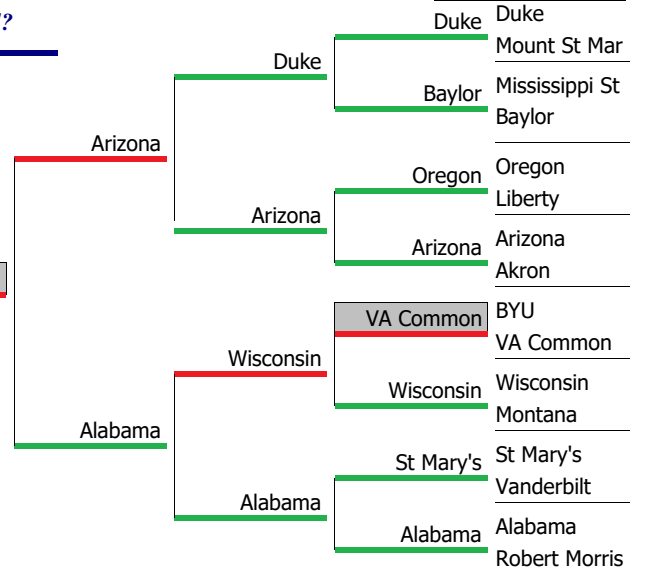 ?
Duke
Mount St Mar
Mississippi St
Baylor
Oregon
Liberty
Arizona
Akron
BYU
VA Common
Wisconsin
Montana
St Mary's
Vanderbilt
Alabama
Robert Morris
Duke
Baylor
Oregon
Arizona
VA Common
Wisconsin
St Mary's
Alabama
Duke
Arizona
Wisconsin
Alabama
Arizona
Alabama